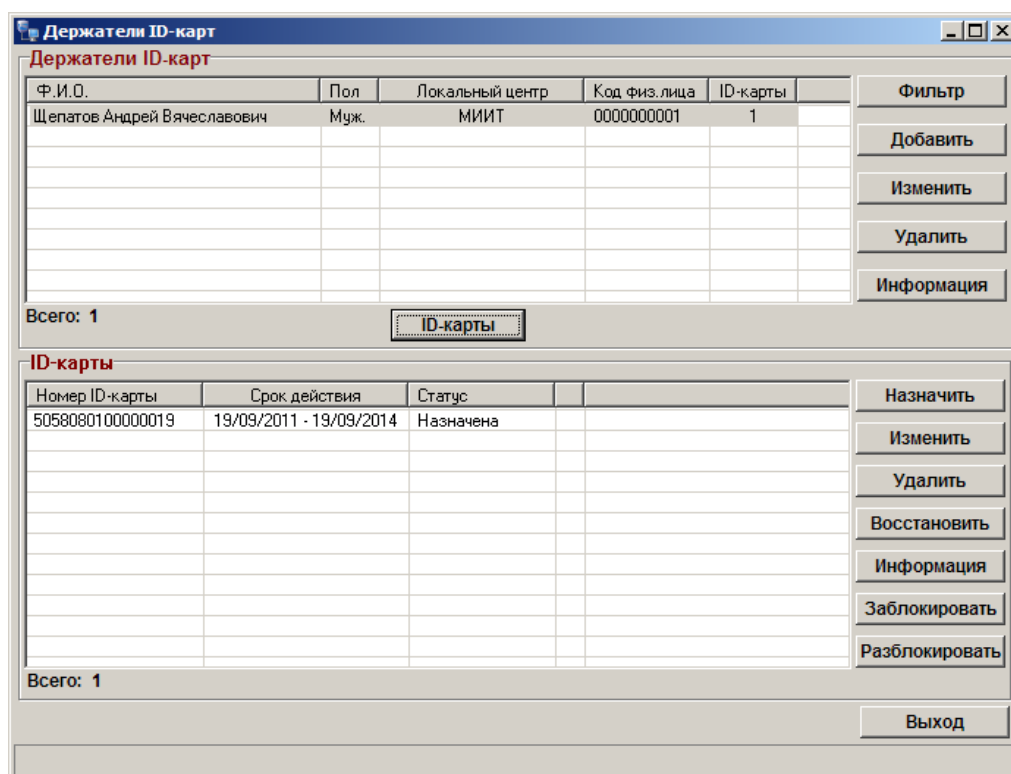 Держатели ID-карт
Держатели ID-карт
Ф.И.О. Пол Локальный центр Код физ.лица ID-карты
Щепатов Андрей Вячеславович Муж. МИИТ 0000000001 1
Фильтр
Добавить
Изменить
Удалить
Информация
Всего: 1
ID-карты
ID-карты
Номер ID-карты Срок действия Статус
5058080100000019 19/09/2011 - 19/09/2014 Назначена
Назначить
Изменить
Удалить
Восстановить
Информация
Заблокировать
Разблокировать
Всего: 1
Выход